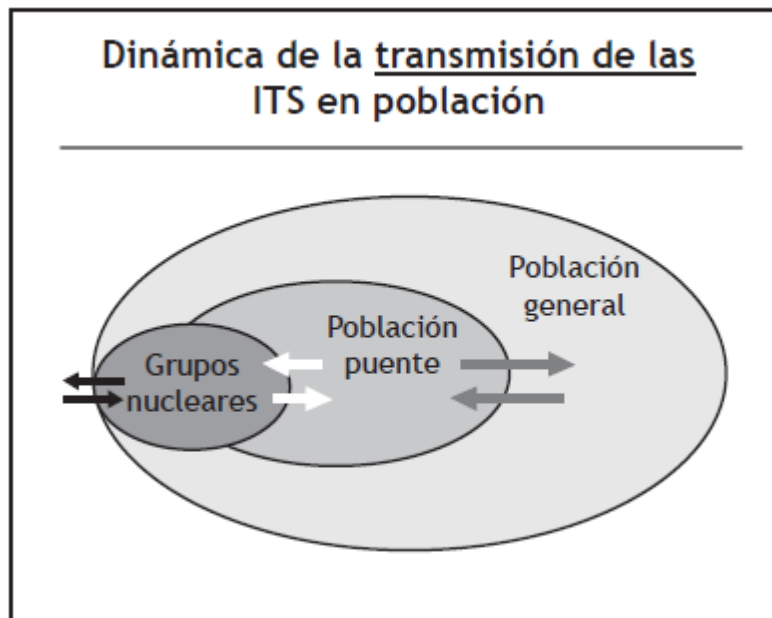 Dinámica de la transmisión de las
ITS en población
Población
general
Población
puente
Grupos
nucleares